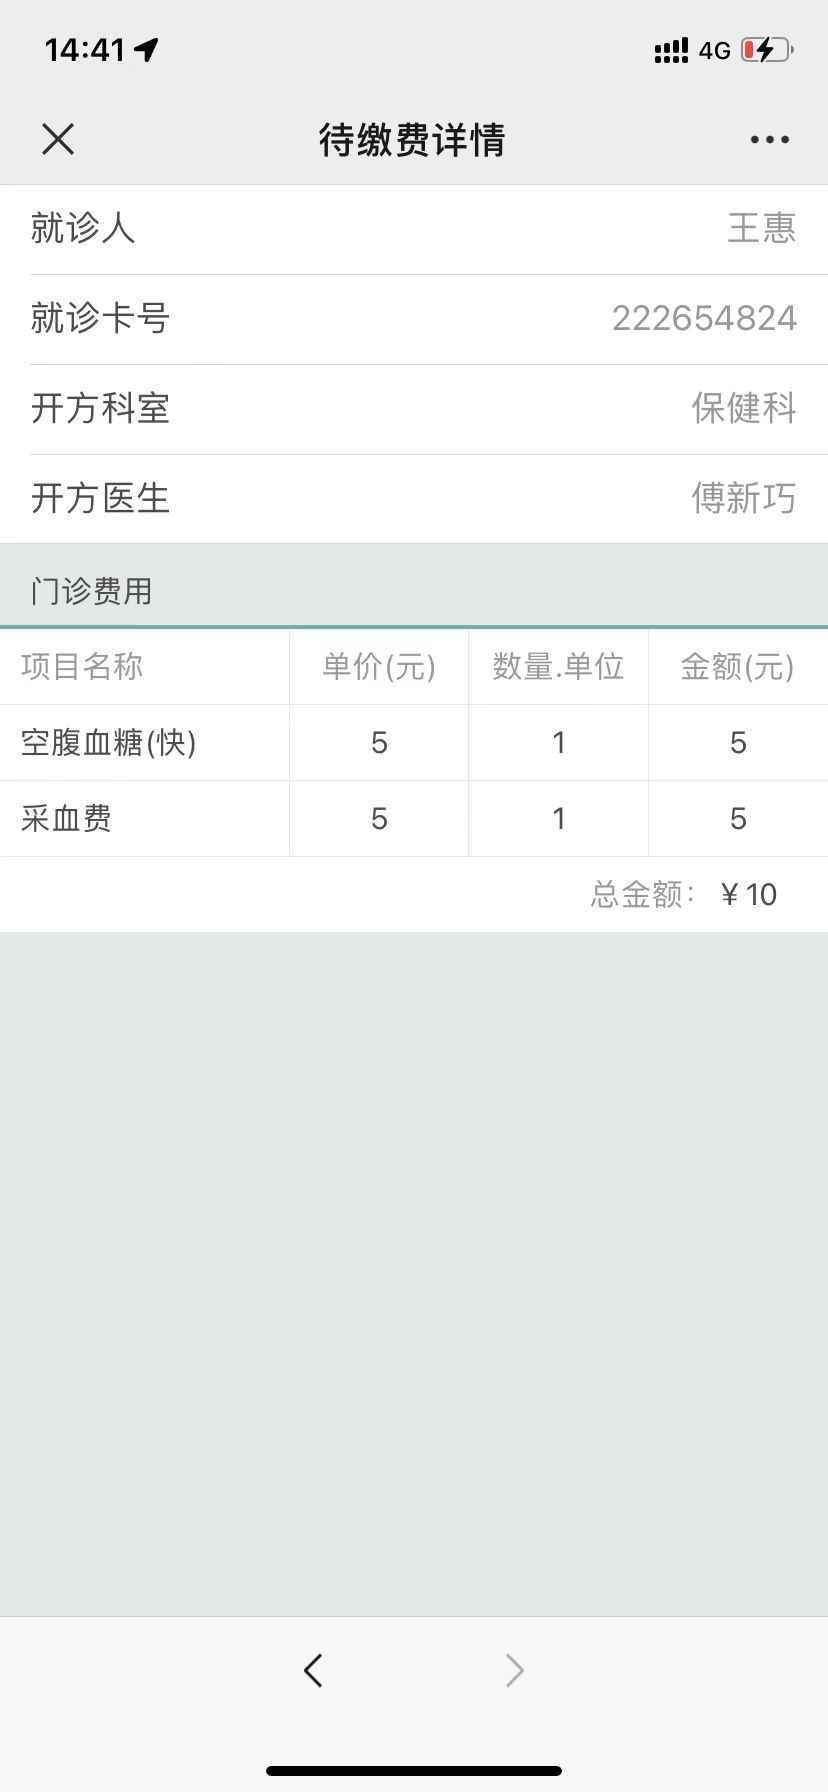 14:41 4G
待缴费详情
就诊人 王惠
就诊卡号 222654824
开方科室 保健科
开方医生 傅新巧
门诊费用
项目名称 单价(元) 数量.单位 金额(元)
空腹血糖(快) 5 1 5
采血费 5 1 5
总金额: ¥ 10